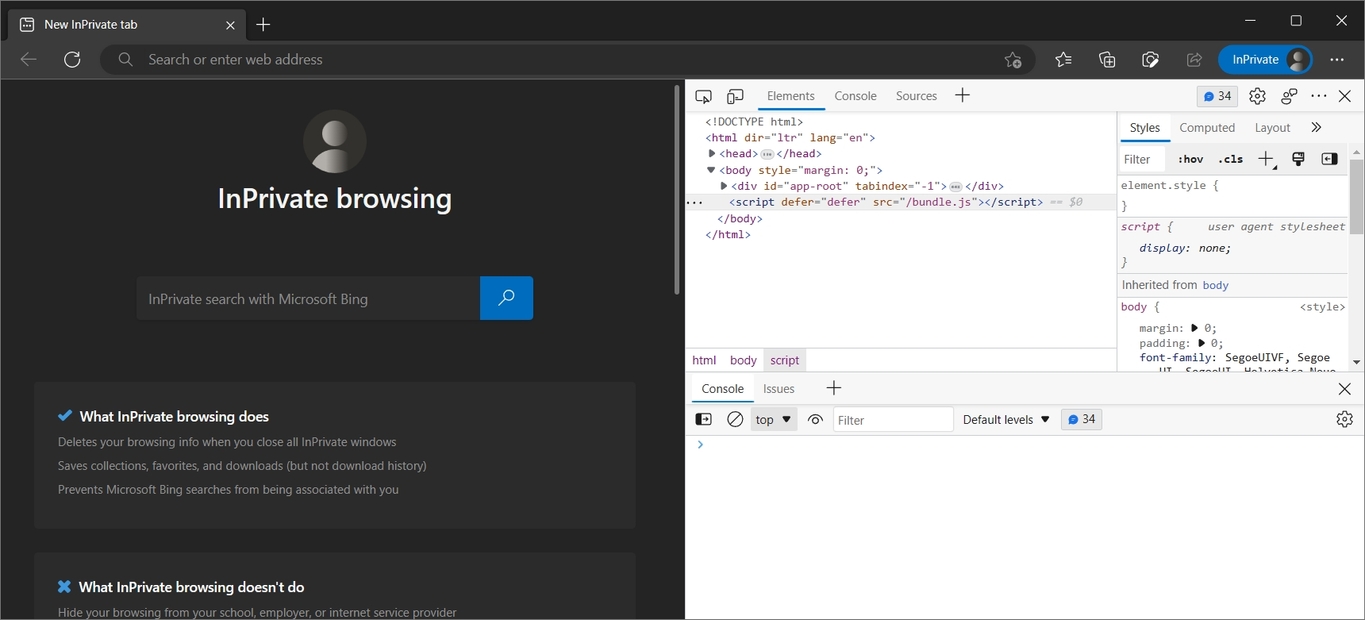 New InPrivate tab
Search or enter web address
InPrivate
InPrivate browsing
InPrivate search with Microsoft Bing
What InPrivate browsing does
Deletes your browsing info when you close all InPrivate windows
Saves collections, favorites, and downloads (but not download history)
Prevents Microsoft Bing searches from being associated with you
What InPrivate browsing doesn't do
Hide your browsing from your school, employer, or internet service provider
Elements Console Sources
34
<!DOCTYPE html>
<html dir="ltr" lang="en">
<head>…</head>
<body style="margin: 0;">
<div id="app-root" tabindex="-1">…</div>
<script defer="defer" src="/bundle.js"></script> == $0
</body>
</html>
html body script
Styles Computed Layout
Filter :hov .cls
element.style {
}
script { user agent stylesheet
display: none;
}
Inherited from body
body { <style>
margin: 0;
padding: 0;
font-family: SegoeUIVF, Segoe
UI, SegoeUI, Helvetica Neue
Console Issues
top Filter Default levels 34